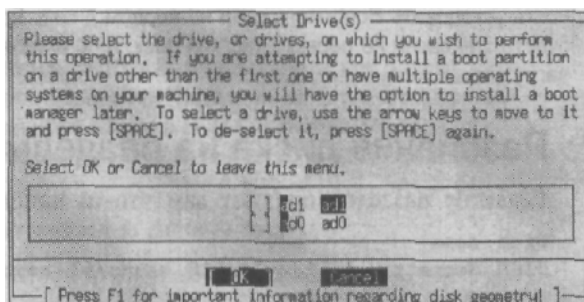 Select Drive(s)
Please select the drive, or drives, on which you wish to perform
this operation. If you are attempting to install a boot partition
on a drive other than the first one or have multiple operating
systems on your machine, you will have the option to install a boot
manager later. To select a drive, use the arrow keys to move to it
and press [SPACE]. To de-select it, press [SPACE] again.
Select OK or Cancel to leave this menu.
[ ] ad1 ad1
[ ] ad0 ad0
[ OK ] Cancel
[ Press F1 for important information regarding disk geometry! ]